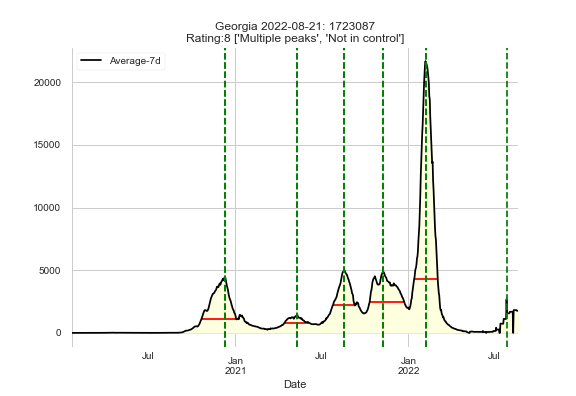 Georgia 2022-08-21: 1723087
Rating:8 ['Multiple peaks', 'Not in control']
Average-7d
20000
15000
10000
5000
0
Jul
Jan
2021
Jul
Jan
2022
Jul
Date